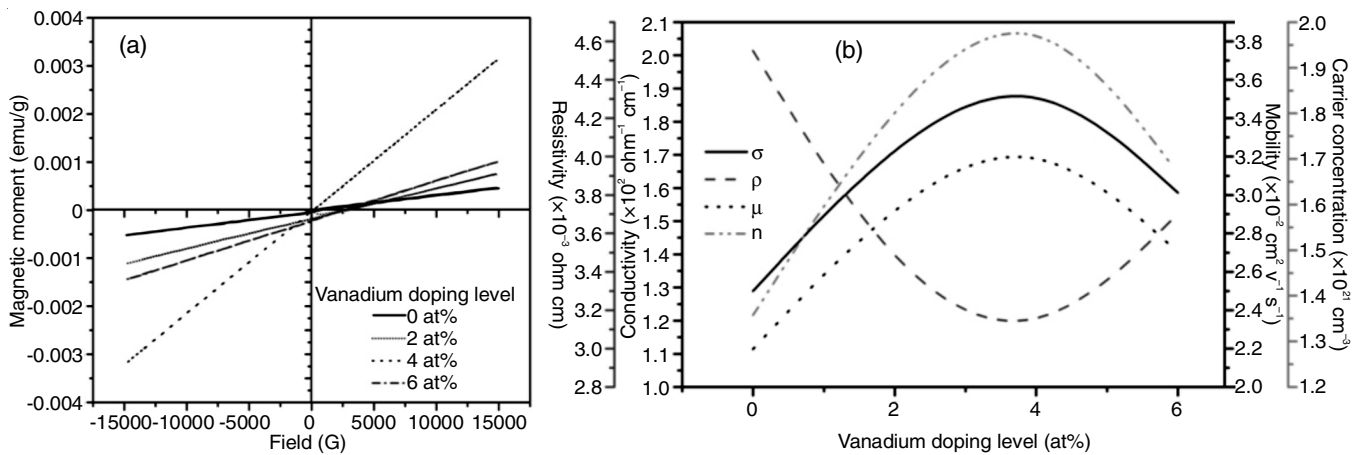 (a)
Magnetic moment (emu/g)
0.004
0.003
0.002
0.001
0
-0.001
-0.002
-0.003
-0.004
Vanadium doping level
0 at%
2 at%
4 at%
6 at%
-15000 -10000 -5000 0 5000 10000 15000
Field (G)
(b)
Resistivity (×10⁻³ ohm cm)
4.6
4.4
4.2
4.0
3.8
3.6
3.4
3.2
3.0
2.8
Conductivity (×10² ohm⁻¹ cm⁻¹)
2.1
2.0
1.9
1.8
1.7
1.6
1.5
1.4
1.3
1.2
1.1
1.0
σ
ρ
μ
n
0 2 4 6
Vanadium doping level (at%)
3.8
3.6
3.4
3.2
3.0
2.8
2.6
2.4
2.2
2.0
Mobility (×10⁻² cm² v⁻¹ s⁻¹)
2.0
1.9
1.8
1.7
1.6
1.5
1.4
1.3
1.2
Carrier concentration (×10²¹ cm⁻³)